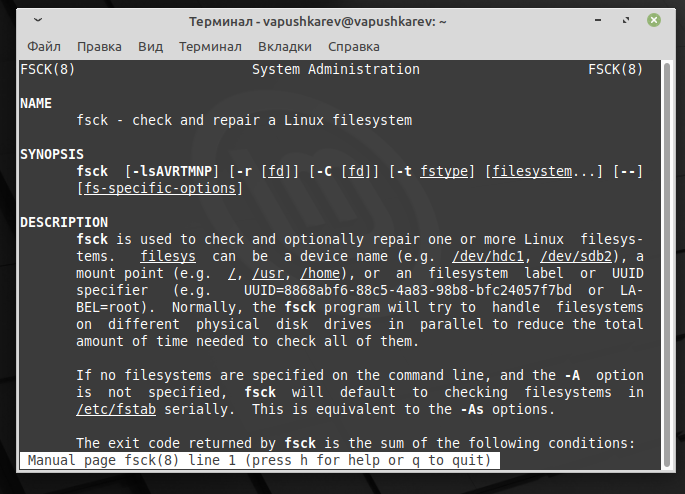 Терминал - vapushkarev@vapushkarev: ~
Файл Правка Вид Терминал Вкладки Справка
FSCK(8) System Administration FSCK(8)
NAME
fsck - check and repair a Linux filesystem
SYNOPSIS
fsck [-lsAVRTMNP] [-r [fd]] [-C [fd]] [-t fstype] [filesystem...] [--]
[fs-specific-options]
DESCRIPTION
fsck is used to check and optionally repair one or more Linux filesys-
tems. filesys can be a device name (e.g. /dev/hdc1, /dev/sdb2), a
mount point (e.g. /, /usr, /home), or an filesystem label or UUID
specifier (e.g. UUID=8868abf6-88c5-4a83-98b8-bfc24057f7bd or LA-
BEL=root). Normally, the fsck program will try to handle filesystems
on different physical disk drives in parallel to reduce the total
amount of time needed to check all of them.
If no filesystems are specified on the command line, and the -A option
is not specified, fsck will default to checking filesystems in
/etc/fstab serially. This is equivalent to the -As options.
The exit code returned by fsck is the sum of the following conditions:
Manual page fsck(8) line 1 (press h for help or q to quit)